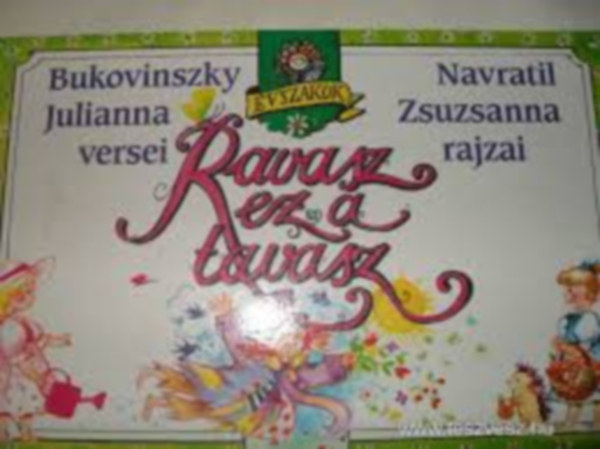 Bukovinszky
Julianna
versei
ÉVSZAKOK
Navratil
Zsuzsanna
rajzai
Ravasz
ez a
tavasz